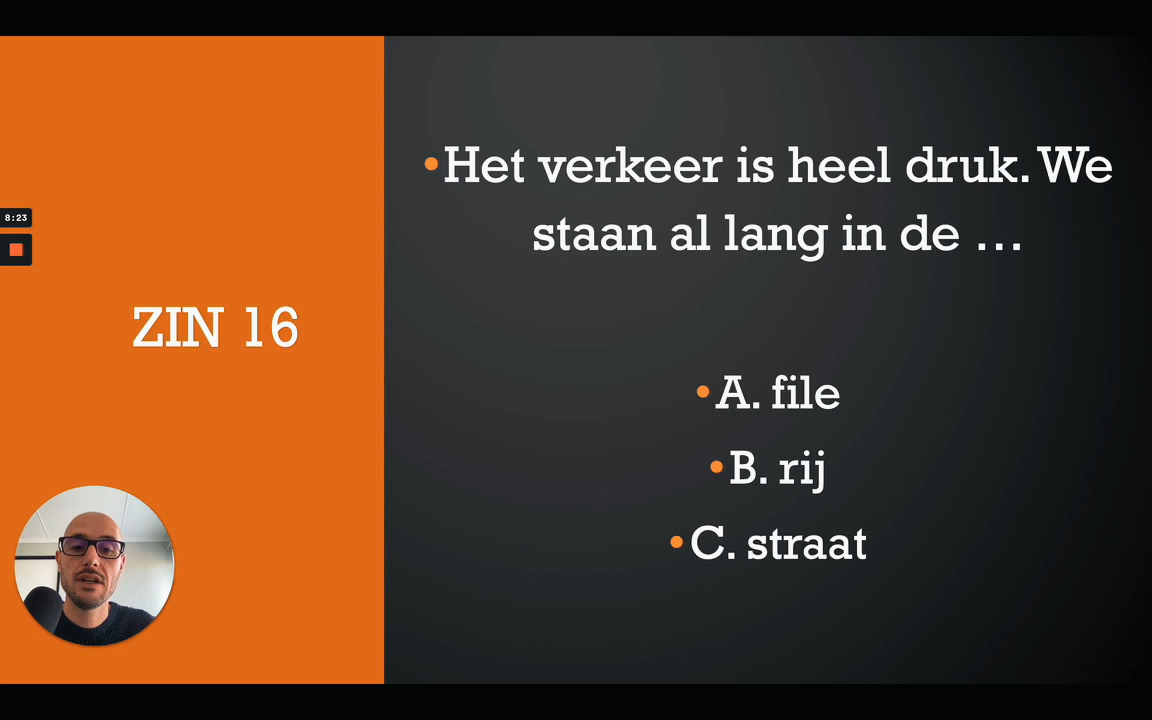 8:23
ZIN 16
•Het verkeer is heel druk. We
staan al lang in de …
•A. file
•B. rij
•C. straat